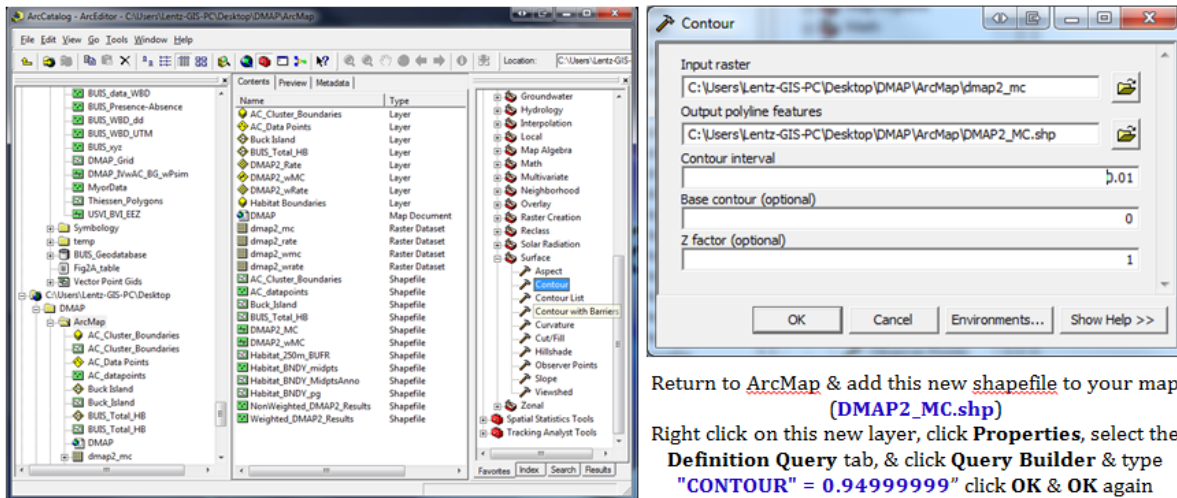 ArcCatalog - ArcEditor - C:\Users\Lentz-GIS-PC\Desktop\DMAP\ArcMap
File Edit View Go Tools Window Help
Location: C:\Users\Lentz-GIS-
BUIS_data_WBD
BUIS_Presence-Absence
BUIS_WBD_dd
BUIS_WBD_UTM
BUIS_xyz
DMAP_Grid
DMAP_IVwAC_BG_wPsim
MyorData
Thiessen_Polygons
USVI_BVI_EEZ
Symbology
temp
BUIS_Geodatabase
Fig2A_table
Vector Point Gids
C:\Users\Lentz-GIS-PC\Desktop
DMAP
ArcMap
AC_Cluster_Boundaries
AC_Cluster_Boundaries
AC_Data Points
AC_datapoints
Buck Island
Buck_Island
BUIS_Total_HB
BUIS_Total_HB
DMAP
dmap2_mc
Contents Preview Metadata
Name Type
AC_Cluster_Boundaries Layer
AC_Data Points Layer
Buck Island Layer
BUIS_Total_HB Layer
DMAP2_Rate Layer
DMAP2_wMC Layer
DMAP2_wRate Layer
Habitat Boundaries Layer
DMAP Map Document
dmap2_mc Raster Dataset
dmap2_rate Raster Dataset
dmap2_wmc Raster Dataset
dmap2_wrate Raster Dataset
AC_Cluster_Boundaries Shapefile
AC_datapoints Shapefile
Buck_Island Shapefile
BUIS_Total_HB Shapefile
DMAP2_MC Shapefile
DMAP2_wMC Shapefile
Habitat_250m_BUFR Shapefile
Habitat_BNDY_midpts Shapefile
Habitat_BNDY_MidptsAnno Shapefile
Habitat_BNDY_pg Shapefile
NonWeighted_DMAP2_Results Shapefile
Weighted_DMAP2_Results Shapefile
Groundwater
Hydrology
Interpolation
Local
Map Algebra
Math
Multivariate
Neighborhood
Overlay
Raster Creation
Reclass
Solar Radiation
Surface
Aspect
Contour
Contour List
Contour with Barriers
Curvature
Cut/Fill
Hillshade
Observer Points
Slope
Viewshed
Zonal
Spatial Statistics Tools
Tracking Analyst Tools
Favorites Index Search Results
Contour
Input raster
C:\Users\Lentz-GIS-PC\Desktop\DMAP\ArcMap\dmap2_mc
Output polyline features
C:\Users\Lentz-GIS-PC\Desktop\DMAP\ArcMap\DMAP2_MC.shp
Contour interval
0.01
Base contour (optional)
0
Z factor (optional)
1
OK Cancel Environments... Show Help >>
Return to ArcMap & add this new shapefile to your map
(DMAP2_MC.shp)
Right click on this new layer, click Properties, select the
Definition Query tab, & click Query Builder & type
"CONTOUR" = 0.94999999” click OK & OK again